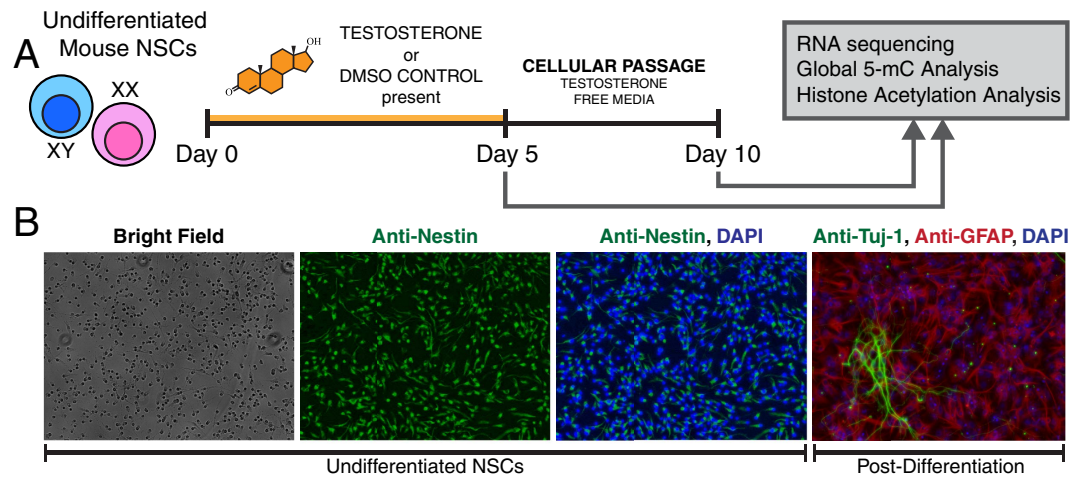 A
Undifferentiated
Mouse NSCs
XX
XY
O
OH
TESTOSTERONE
or
DMSO CONTROL
present
CELLULAR PASSAGE
TESTOSTERONE
FREE MEDIA
Day 0
Day 5
Day 10
RNA sequencing
Global 5-mC Analysis
Histone Acetylation Analysis
B
Bright Field
Anti-Nestin
Anti-Nestin, DAPI
Anti-Tuj-1, Anti-GFAP, DAPI
Undifferentiated NSCs
Post-Differentiation